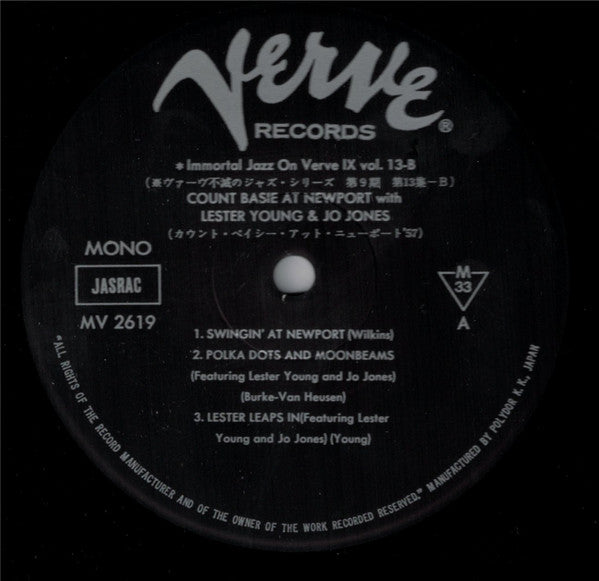 Verve
RECORDS®
*Immortal Jazz On Verve IX vol. 13-B
(※ヴァーヴ不滅のジャズ・シリーズ 第9期 第13集-B)
COUNT BASIE AT NEWPORT with
LESTER YOUNG & JO JONES
(カウント・ベイシー・アット・ニューポート'57)
MONO
JASRAC
MV 2619
M
33
A
1. SWINGIN' AT NEWPORT (Wilkins)
2. POLKA DOTS AND MOONBEAMS
(Featuring Lester Young and Jo Jones)
(Burke-Van Heusen)
3. LESTER LEAPS IN(Featuring Lester
Young and Jo Jones) (Young)
"ALL RIGHTS OF THE RECORD MANUFACTURER AND OF THE OWNER OF THE WORK RECORDED RESERVED." MANUFACTURED BY POLYDOR K. K., JAPAN